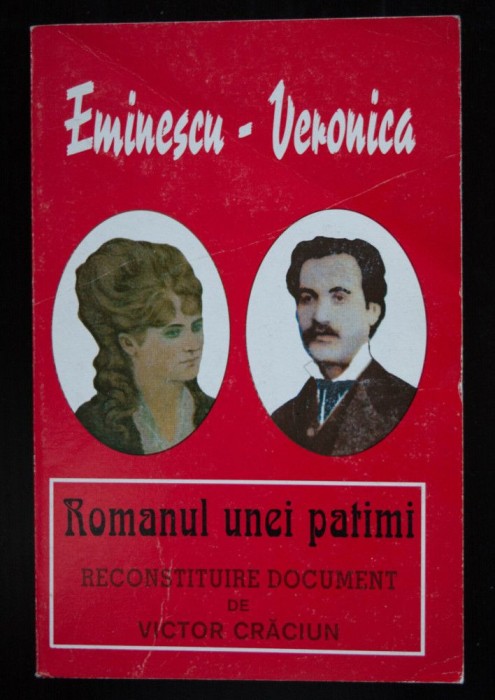 Eminescu - Veronica
Romanul unei patimi
RECONSTITUIRE DOCUMENT
DE
VICTOR CRĂCIUN